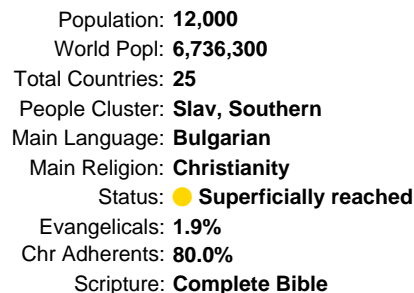 Population: 12,000
World Popl: 6,736,300
Total Countries: 25
People Cluster: Slav, Southern
Main Language: Bulgarian
Main Religion: Christianity
Status: Superficially reached
Evangelicals: 1.9%
Chr Adherents: 80.0%
Scripture: Complete Bible